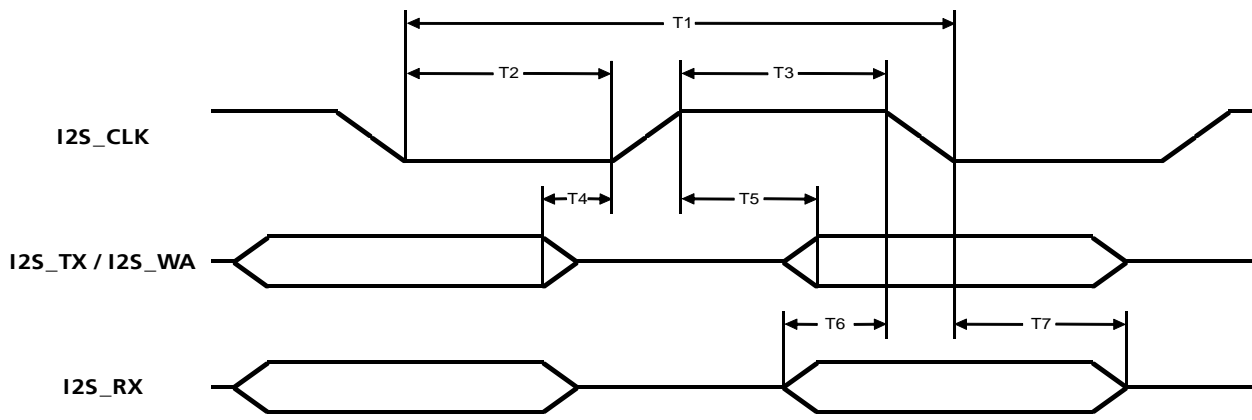 T1
T2
T3
I2S_CLK
T4
T5
I2S_TX / I2S_WA
T6
T7
I2S_RX